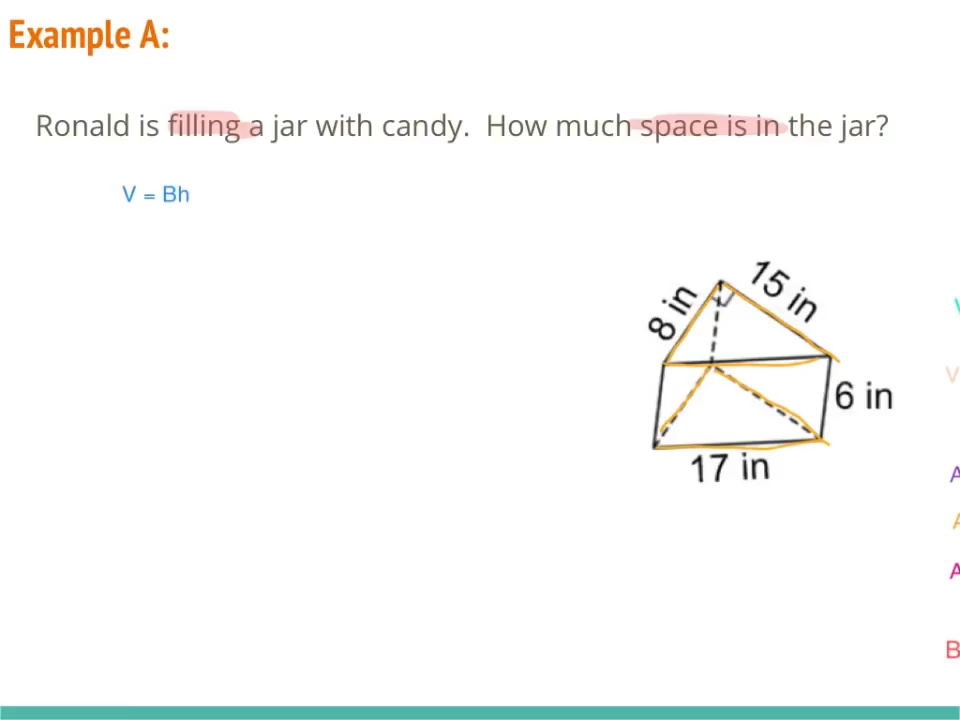 Example A:
Ronald is filling a jar with candy. How much space is in the jar?
V = Bh
8 in
15 in
6 in
17 in
V
A
A
A
B